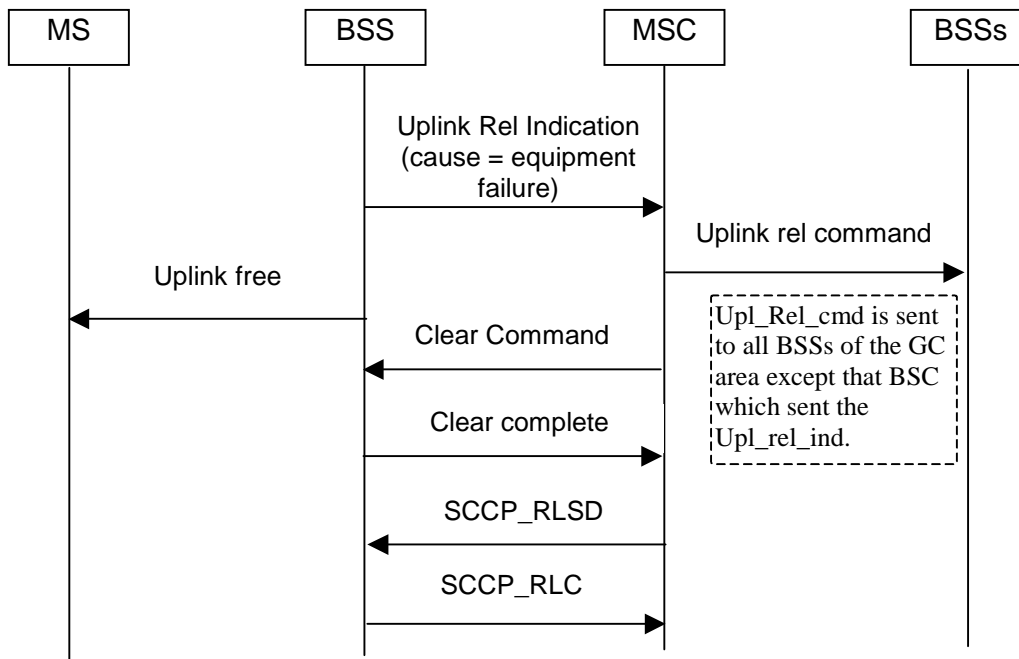 MS
BSS
MSC
BSSs
Uplink Rel Indication
(cause = equipment
failure)
Uplink rel command
Uplink free
Upl_Rel_cmd is sent
to all BSSs of the GC
area except that BSC
which sent the
Upl_rel_ind.
Clear Command
Clear complete
SCCP_RLSD
SCCP_RLC